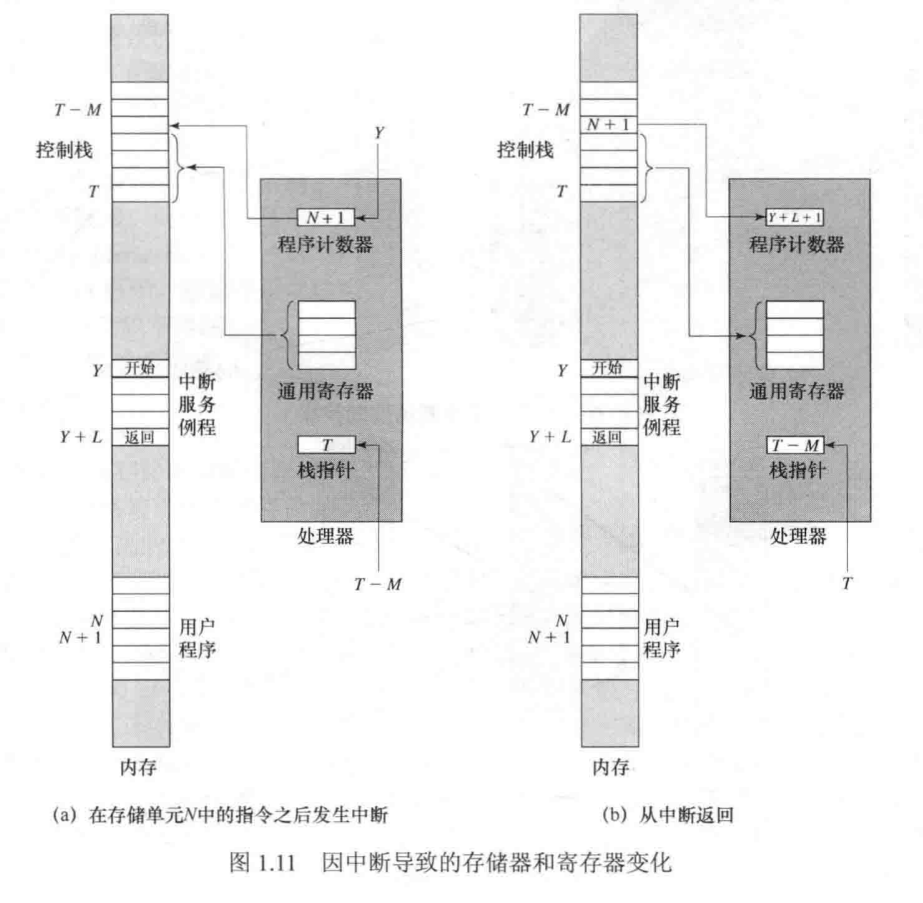 T − M
控制栈
T
Y
N + 1
程序计数器
通用寄存器
Y
开始
中断
服务
例程
Y + L
返回
T
栈指针
处理器
T − M
N
N + 1
用户
程序
内存
(a) 在存储单元N中的指令之后发生中断
T − M
N + 1
控制栈
T
Y + L + 1
程序计数器
通用寄存器
Y
开始
中断
服务
例程
Y + L
返回
T − M
栈指针
处理器
T
N
N + 1
用户
程序
内存
(b) 从中断返回
图 1.11 因中断导致的存储器和寄存器变化